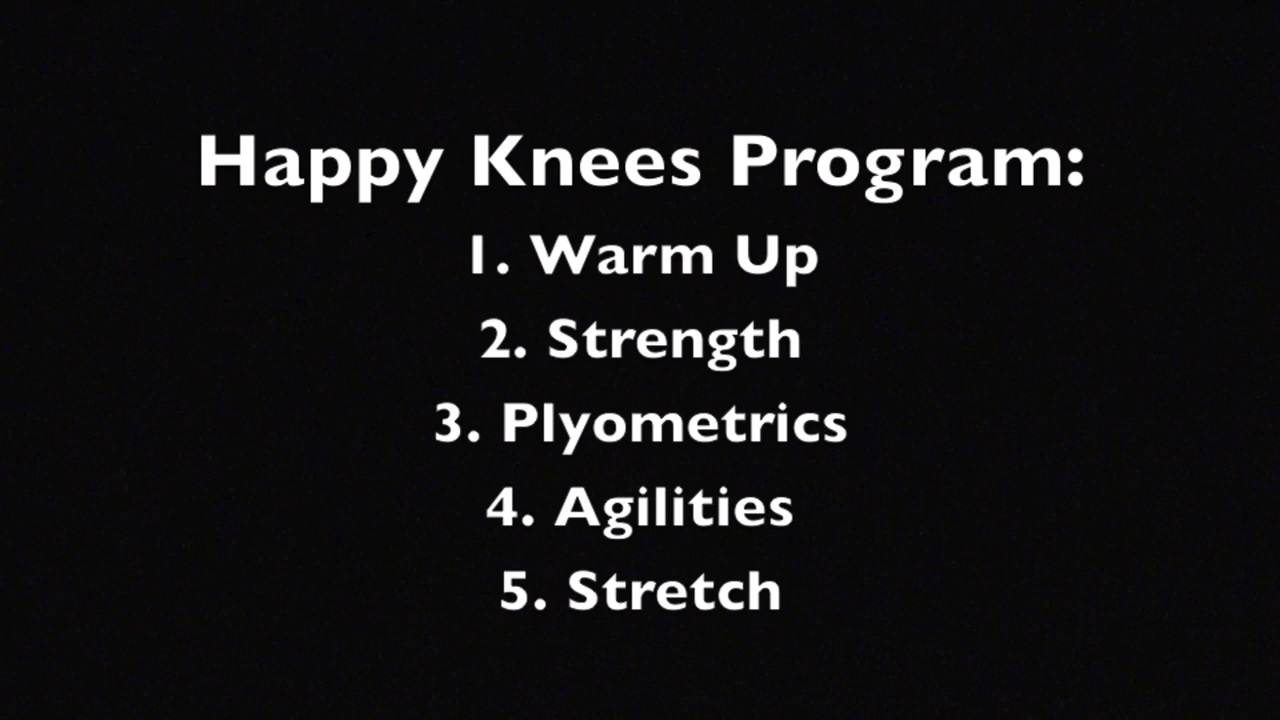 Happy Knees Program:
1. Warm Up
2. Strength
3. Plyometrics
4. Agilities
5. Stretch